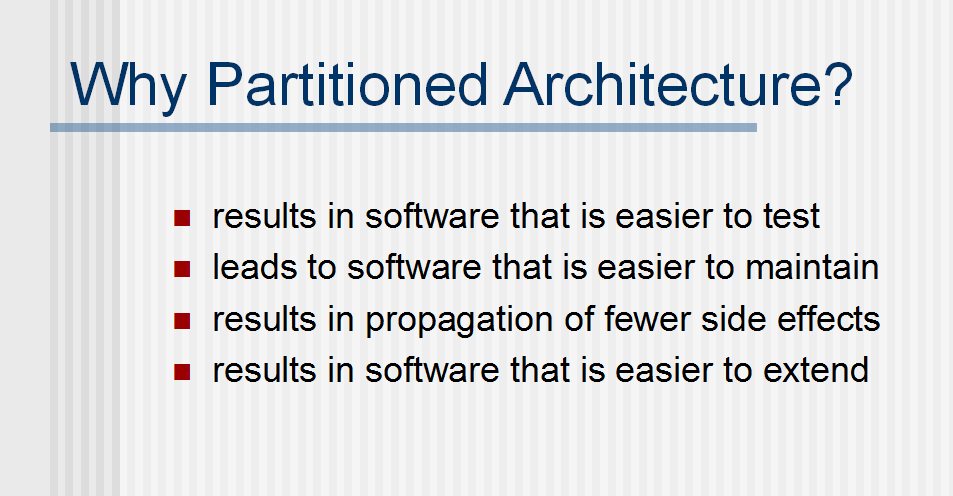 Why Partitioned Architecture?
results in software that is easier to test
leads to software that is easier to maintain
results in propagation of fewer side effects
results in software that is easier to extend